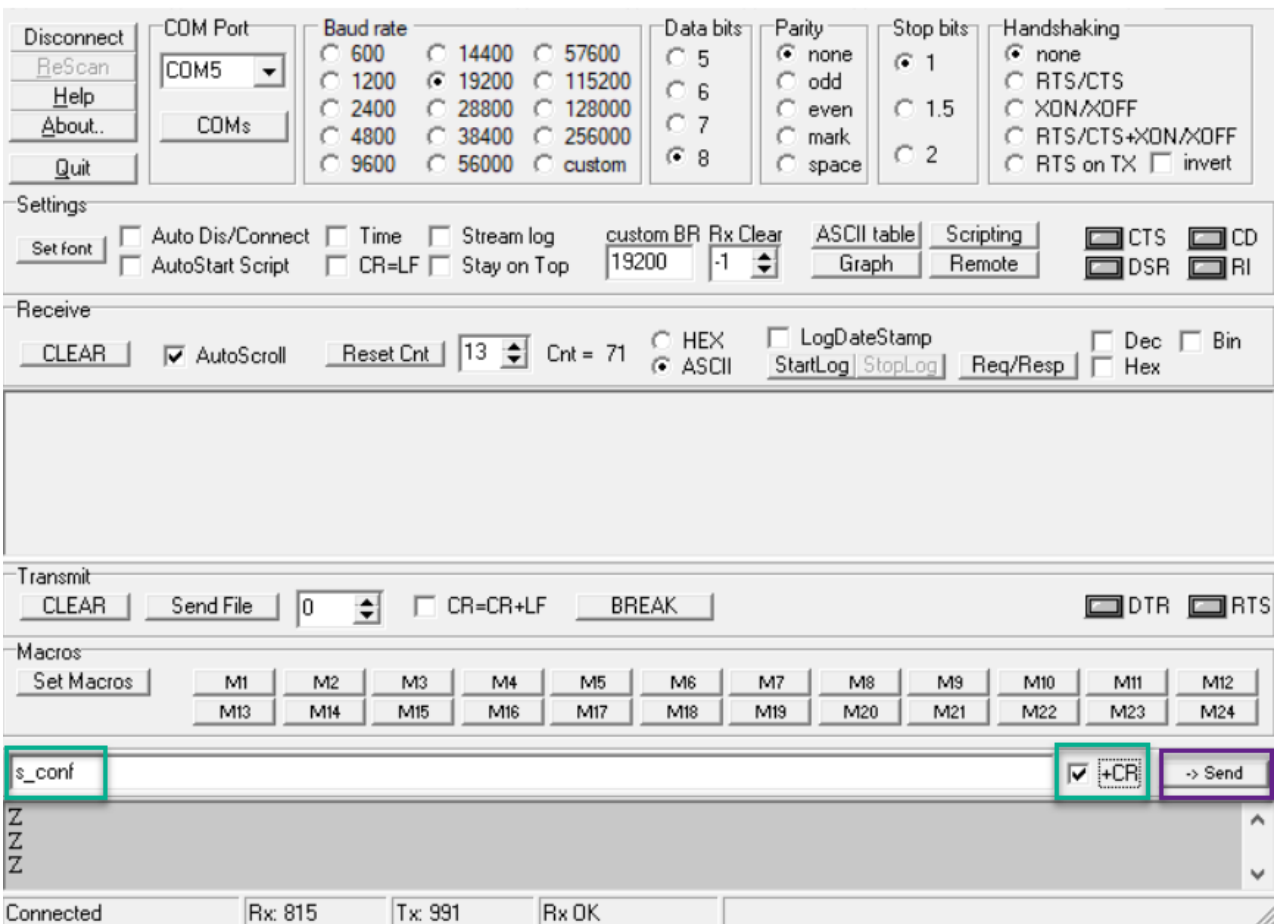 Disconnect
ReScan
Help
About..
Quit
COM Port
COM5
COMs
Baud rate
600 14400 57600
1200 19200 115200
2400 28800 128000
4800 38400 256000
9600 56000 custom
Data bits
5
6
7
8
Parity
none
odd
even
mark
space
Stop bits
1
1.5
2
Handshaking
none
RTS/CTS
XON/XOFF
RTS/CTS+XON/XOFF
RTS on TX invert
Settings
Set font
Auto Dis/Connect Time Stream log
AutoStart Script CR=LF Stay on Top
custom BR Rx Clear
19200 -1
ASCII table Scripting
Graph Remote
CTS CD
DSR RI
Receive
CLEAR AutoScroll Reset Cnt 13 Cnt = 71
HEX
ASCII
LogDateStamp
StartLog StopLog Req/Resp
Dec Bin
Hex
Transmit
CLEAR Send File 0 CR=CR+LF BREAK DTR RTS
Macros
Set Macros
M1 M2 M3 M4 M5 M6 M7 M8 M9 M10 M11 M12
M13 M14 M15 M16 M17 M18 M19 M20 M21 M22 M23 M24
s_conf +CR -> Send
Z
Z
Z
Connected Rx: 815 Tx: 991 Rx OK